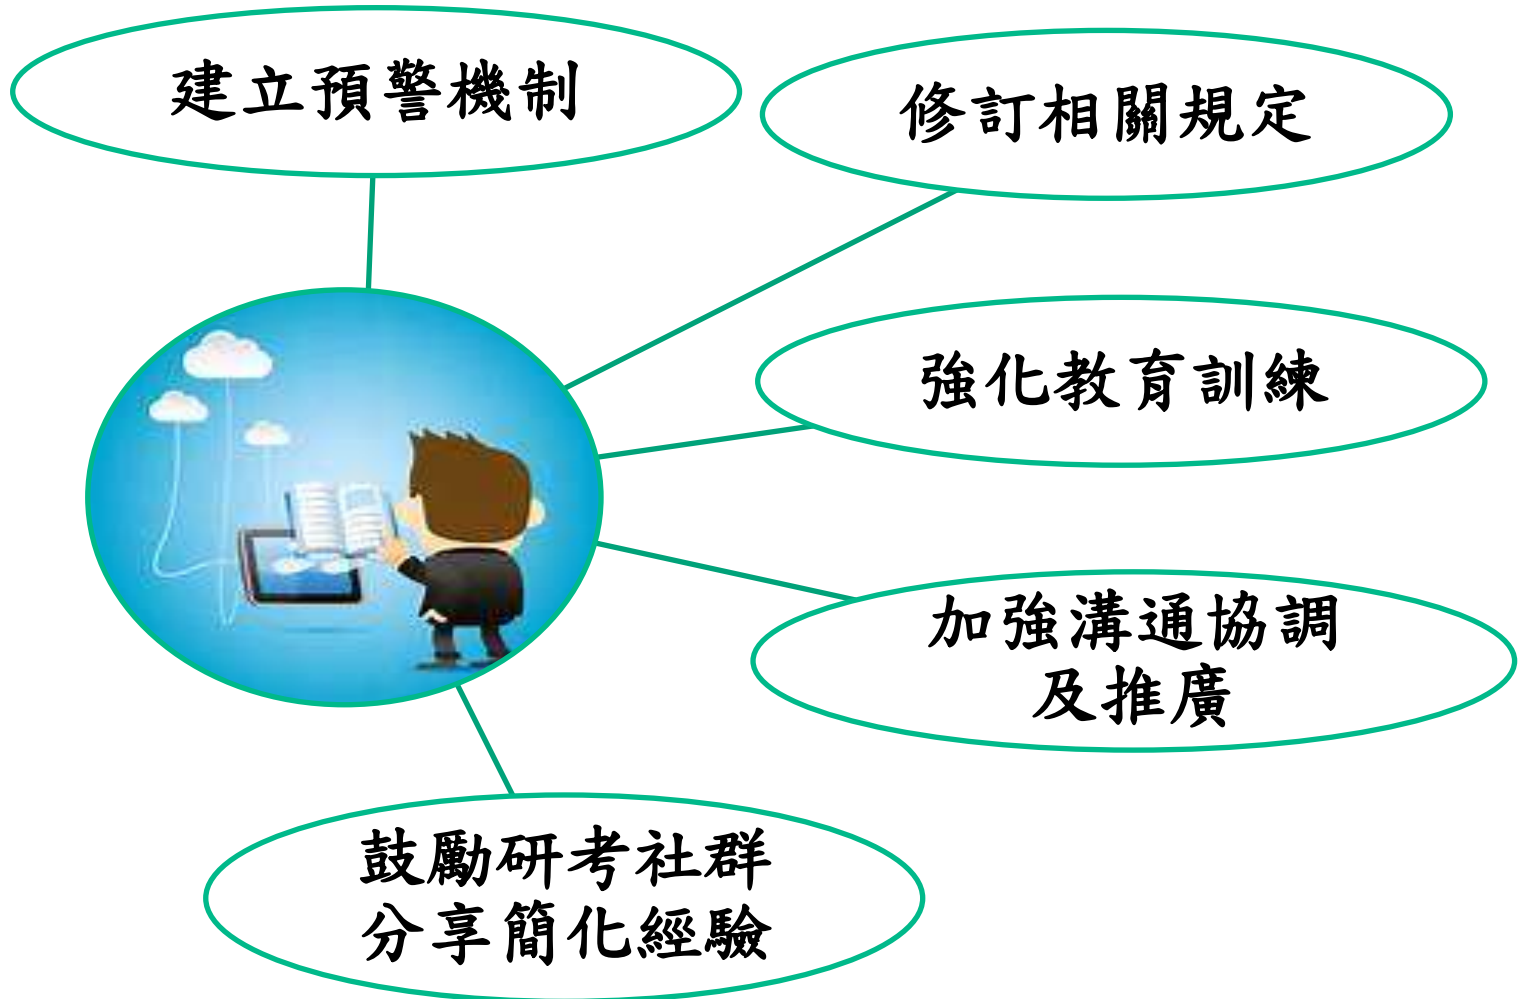 建立預警機制
修訂相關規定
強化教育訓練
加強溝通協調
及推廣
鼓勵研考社群
分享簡化經驗